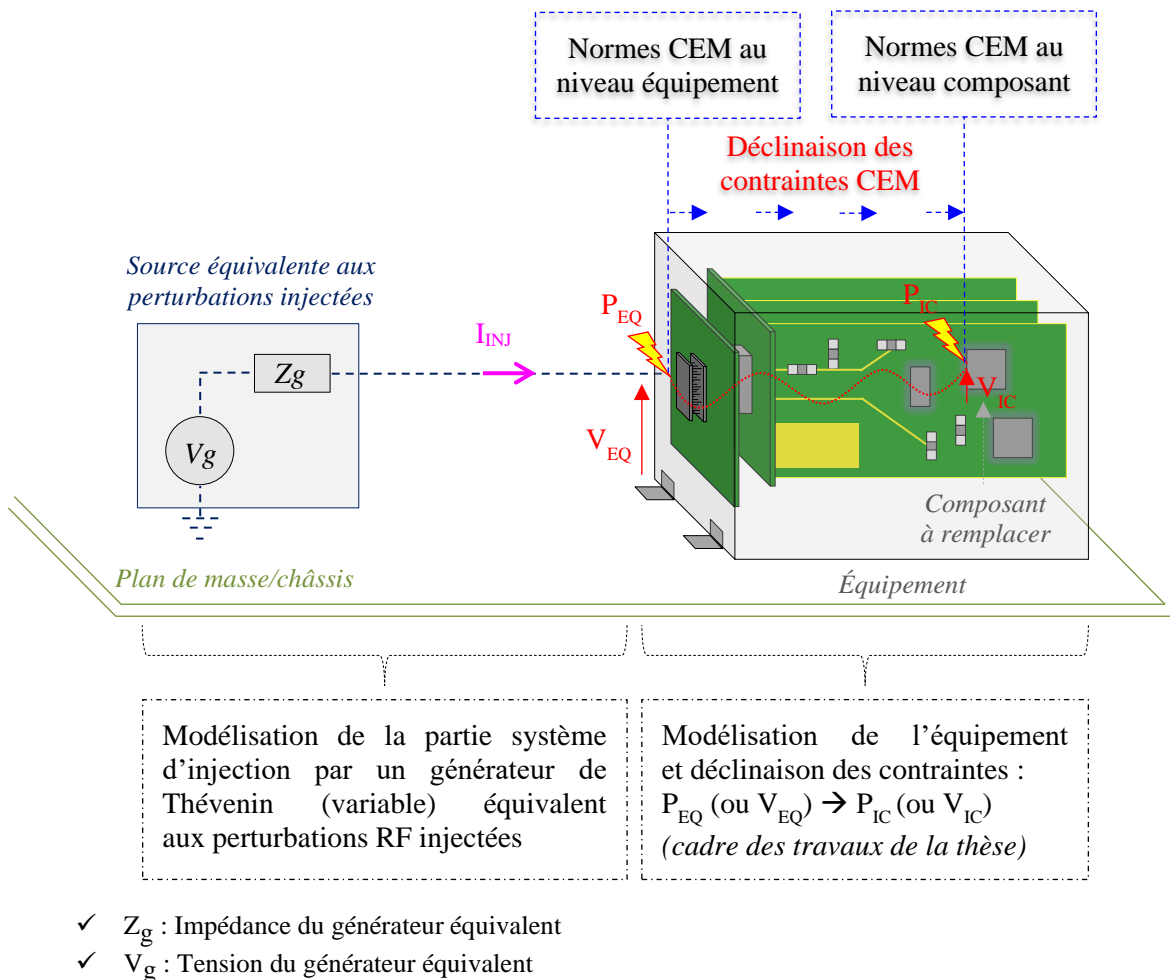 Normes CEM au
niveau équipement
Normes CEM au
niveau composant
Déclinaison des
contraintes CEM
Source équivalente aux
perturbations injectées
Zg
Vg
I_INJ
P_EQ
V_EQ
P_IC
V_IC
Composant
à remplacer
Plan de masse/châssis
Équipement
Modélisation de la partie système
d’injection par un générateur de
Thévenin (variable) équivalent
aux perturbations RF injectées
Modélisation de l’équipement
et déclinaison des contraintes :
P_EQ (ou V_EQ) → P_IC (ou V_IC)
(cadre des travaux de la thèse)
✓ Z_g : Impédance du générateur équivalent
✓ V_g : Tension du générateur équivalent